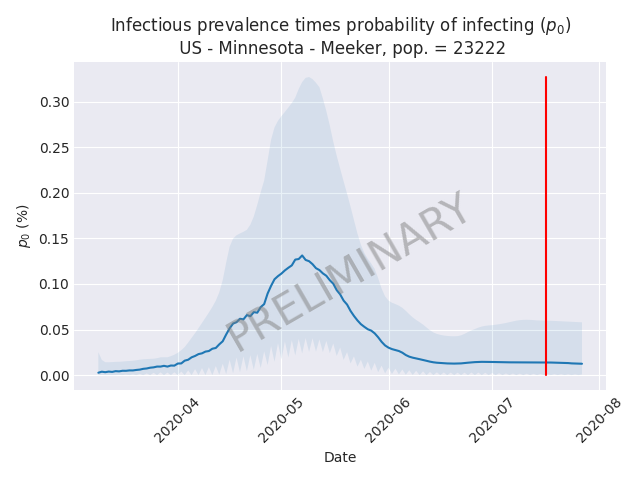 Infectious prevalence times probability of infecting (p0)
US - Minnesota - Meeker, pop. = 23222
0.30
0.25
0.20
0.15
0.10
0.05
0.00
p0 (%)
PRELIMINARY
2020-04
2020-05
2020-06
2020-07
2020-08
Date